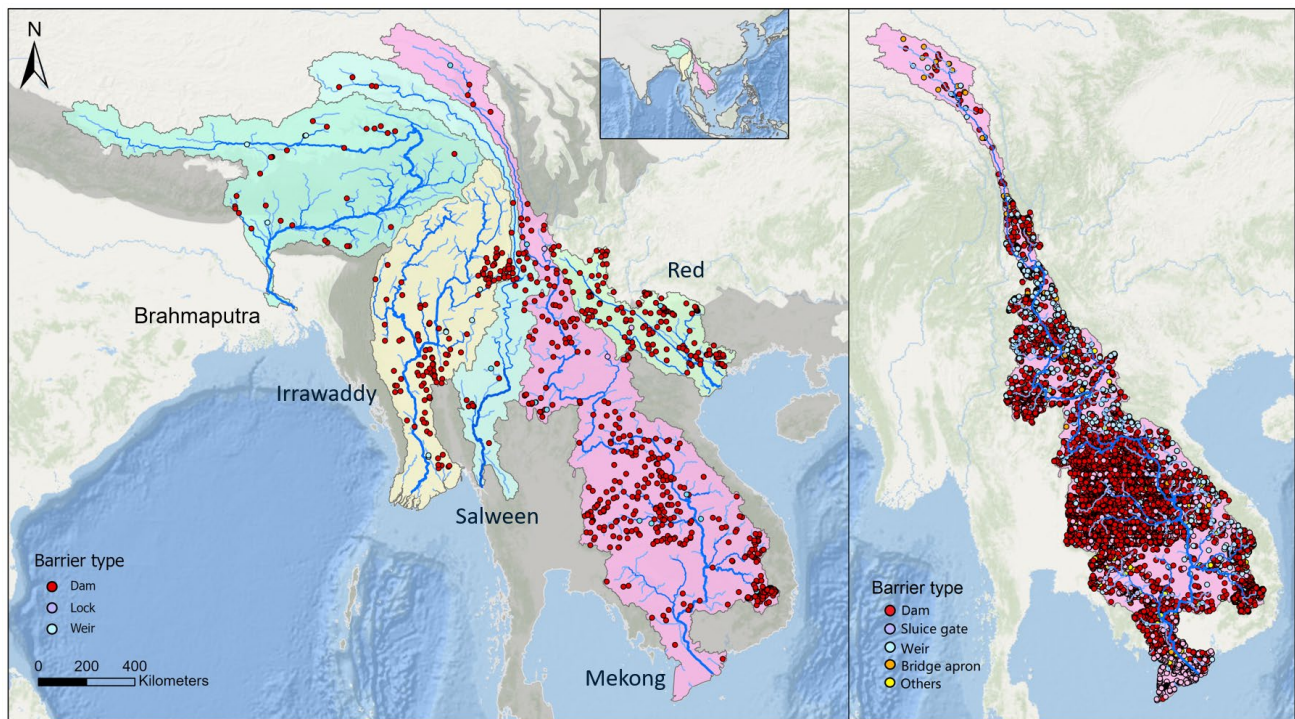 N
Brahmaputra
Irrawaddy
Salween
Red
Mekong
Barrier type
Dam
Lock
Weir
0 200 400
Kilometers
Barrier type
Dam
Sluice gate
Weir
Bridge apron
Others